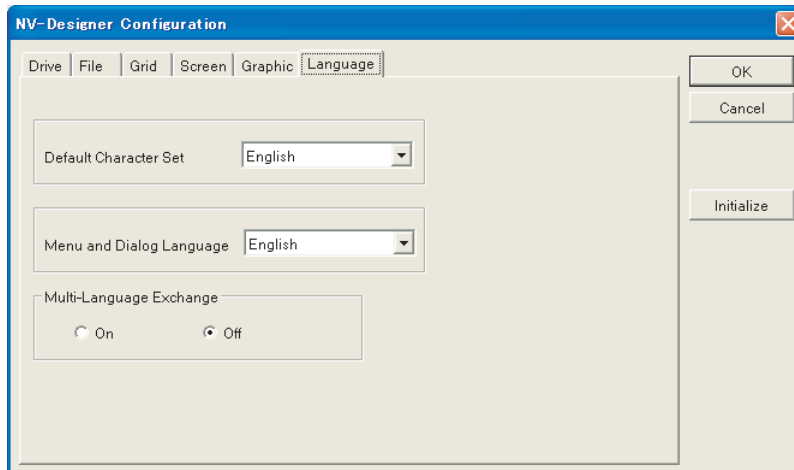 NV-Designer Configuration
Drive File Grid Screen Graphic Language
OK
Cancel
Initialize
Default Character Set English
Menu and Dialog Language English
Multi-Language Exchange
On Off